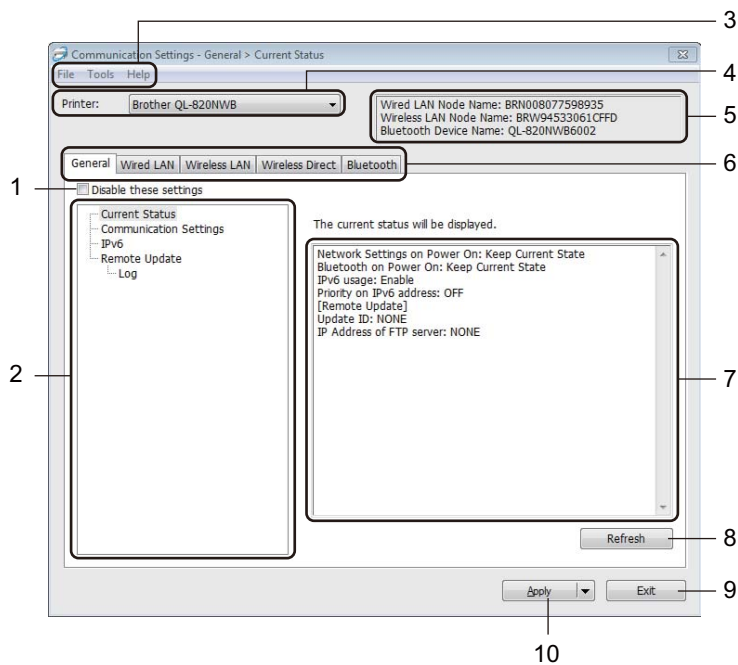 3
Communication Settings - General > Current Status
File Tools Help
4
Printer: Brother QL-820NWB
Wired LAN Node Name: BRN008077598935
Wireless LAN Node Name: BRW94533061CFFD
Bluetooth Device Name: QL-820NWB6002
5
General Wired LAN Wireless LAN Wireless Direct Bluetooth
6
1
Disable these settings
Current Status
Communication Settings
IPv6
Remote Update
Log
2
The current status will be displayed.
Network Settings on Power On: Keep Current State
Bluetooth on Power On: Keep Current State
IPv6 usage: Enable
Priority on IPv6 address: OFF
[Remote Update]
Update ID: NONE
IP Address of FTP server: NONE
7
Refresh
8
Apply
Exit
9
10